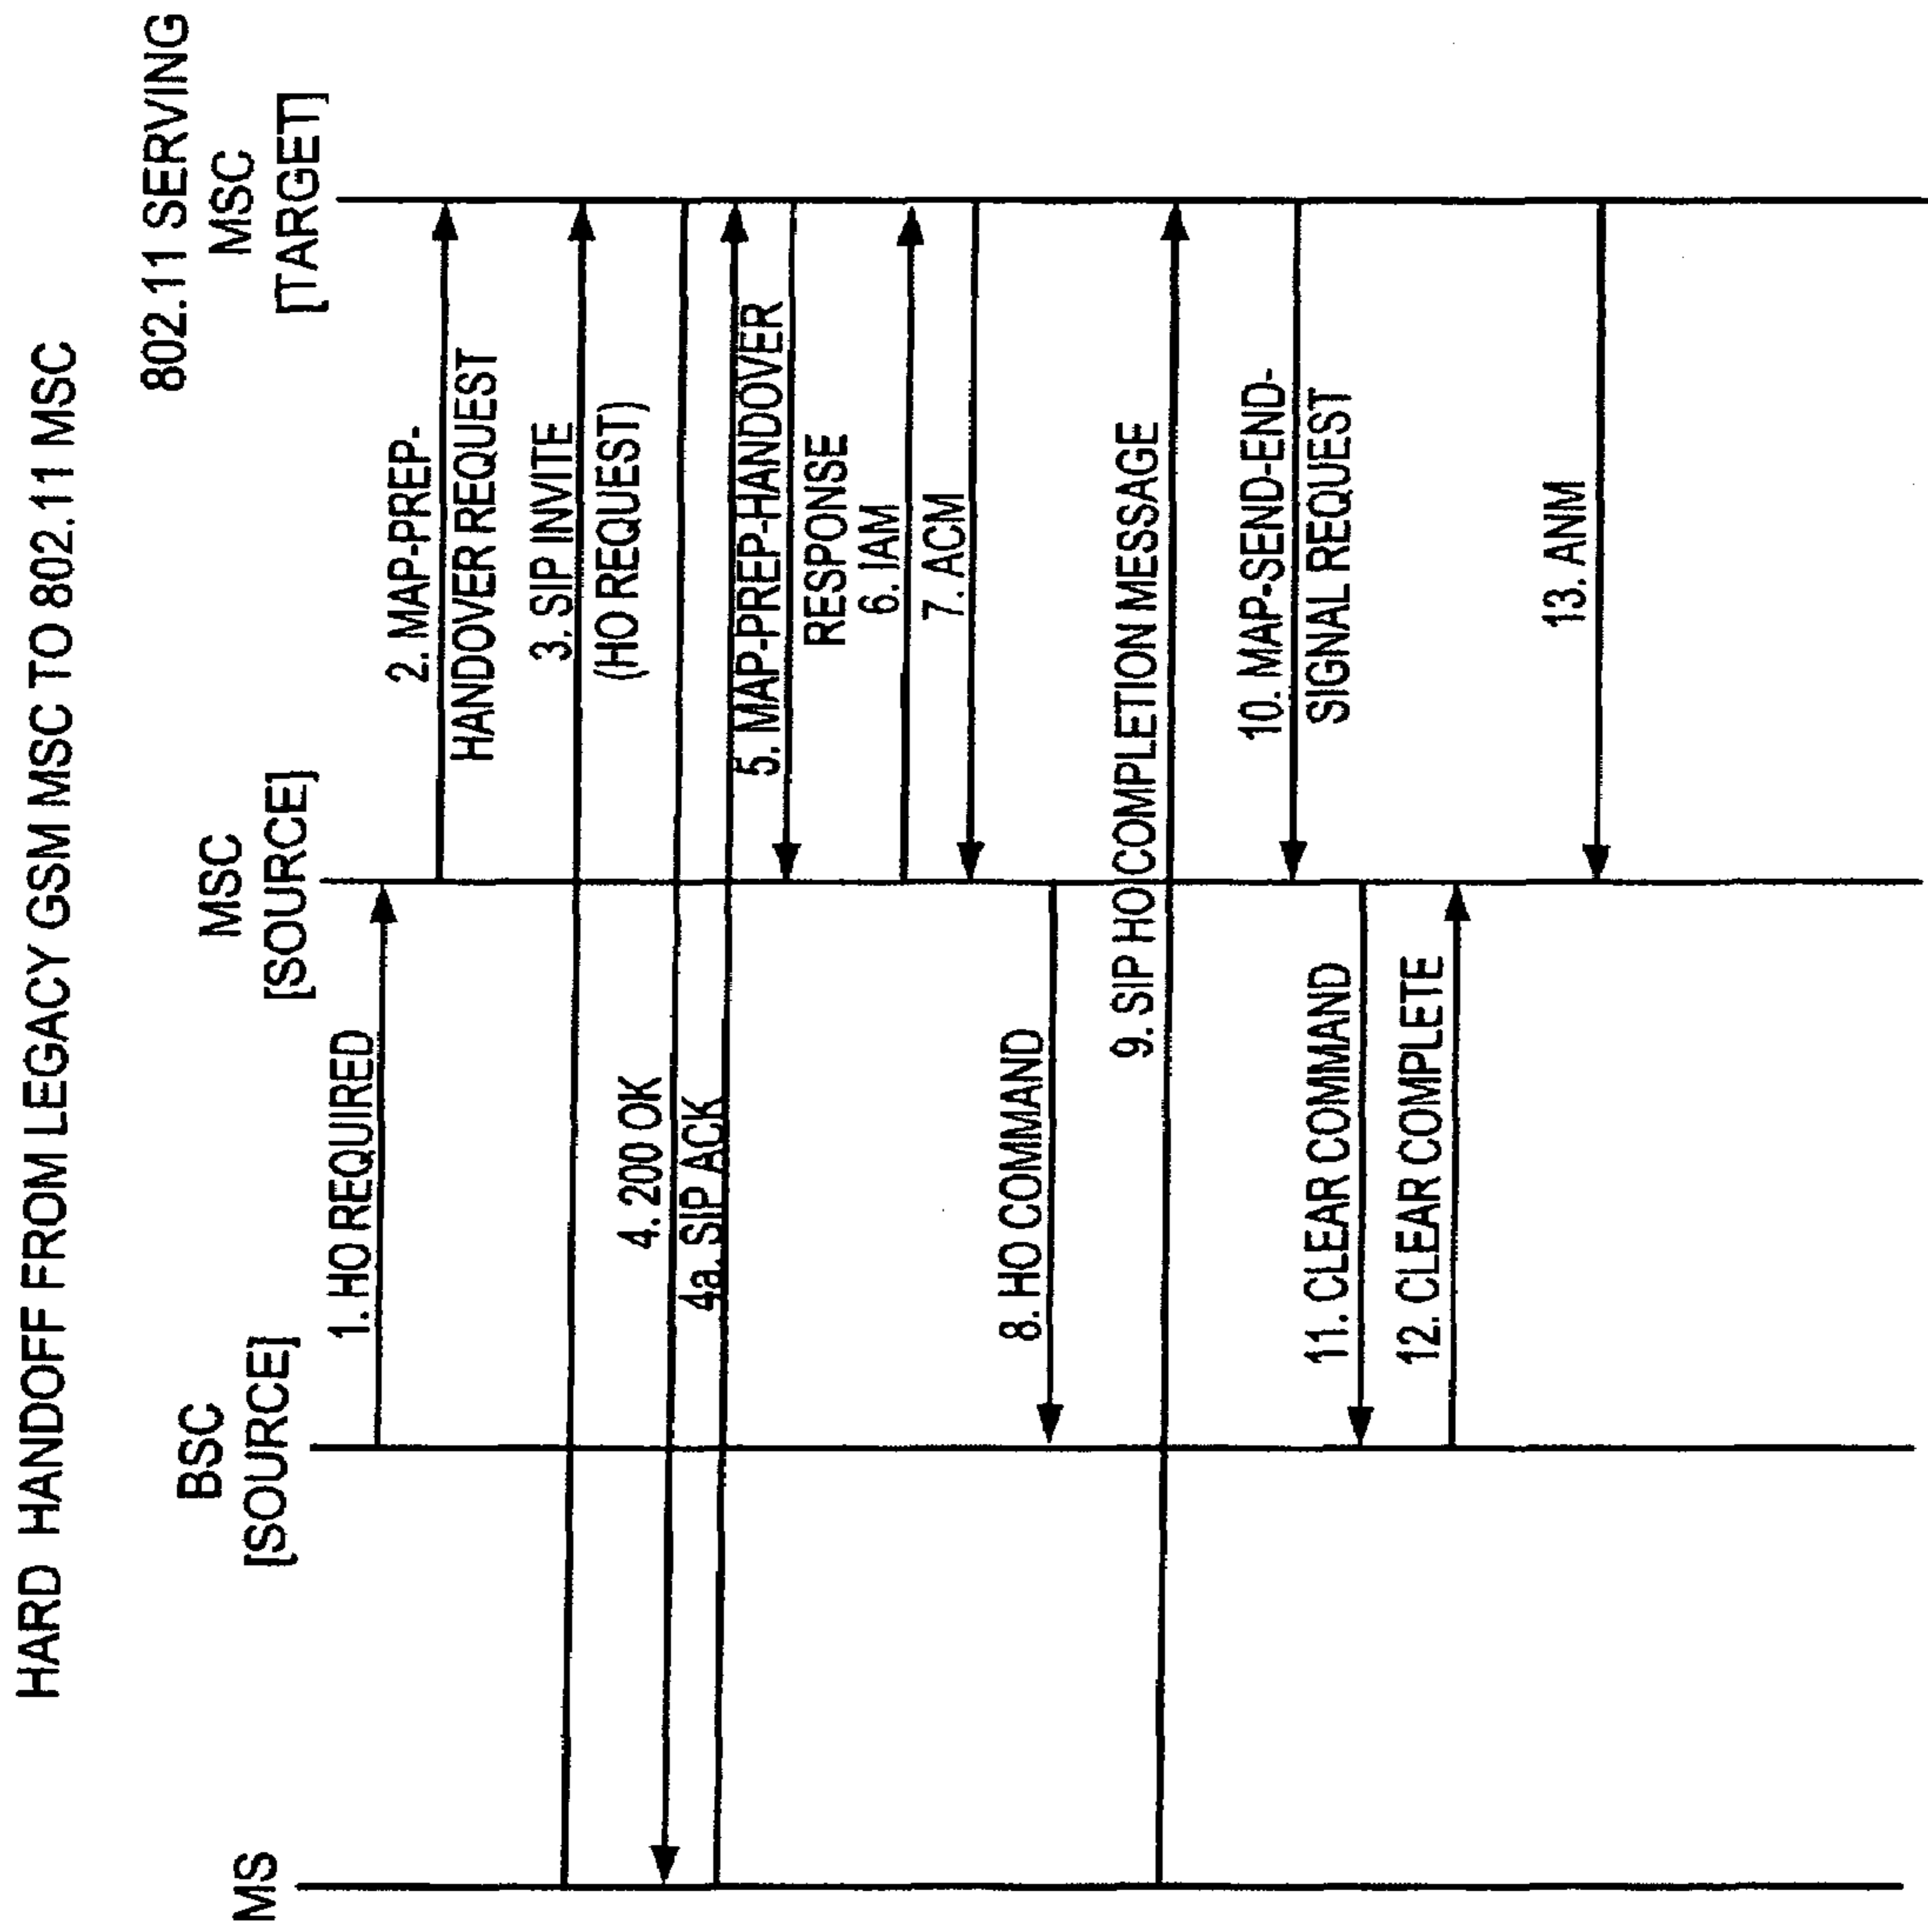 HARD HANDOFF FROM LEGACY GSM MSC TO 802.11 MSC
MS
BSC
[SOURCE]
MSC
[SOURCE]
802.11 SERVING
MSC
[TARGET]
1. HO REQUIRED
2. MAP-PREP-
HANDOVER REQUEST
3. SIP INVITE
(HO REQUEST)
4. 200 OK
4a. SIP ACK
5. MAP-PREP-HANDOVER
RESPONSE
6. IAM
7. ACM
8. HO COMMAND
9. SIP HO COMPLETION MESSAGE
10. MAP-SEND-END-
SIGNAL REQUEST
11. CLEAR COMMAND
12. CLEAR COMPLETE
13. ANM